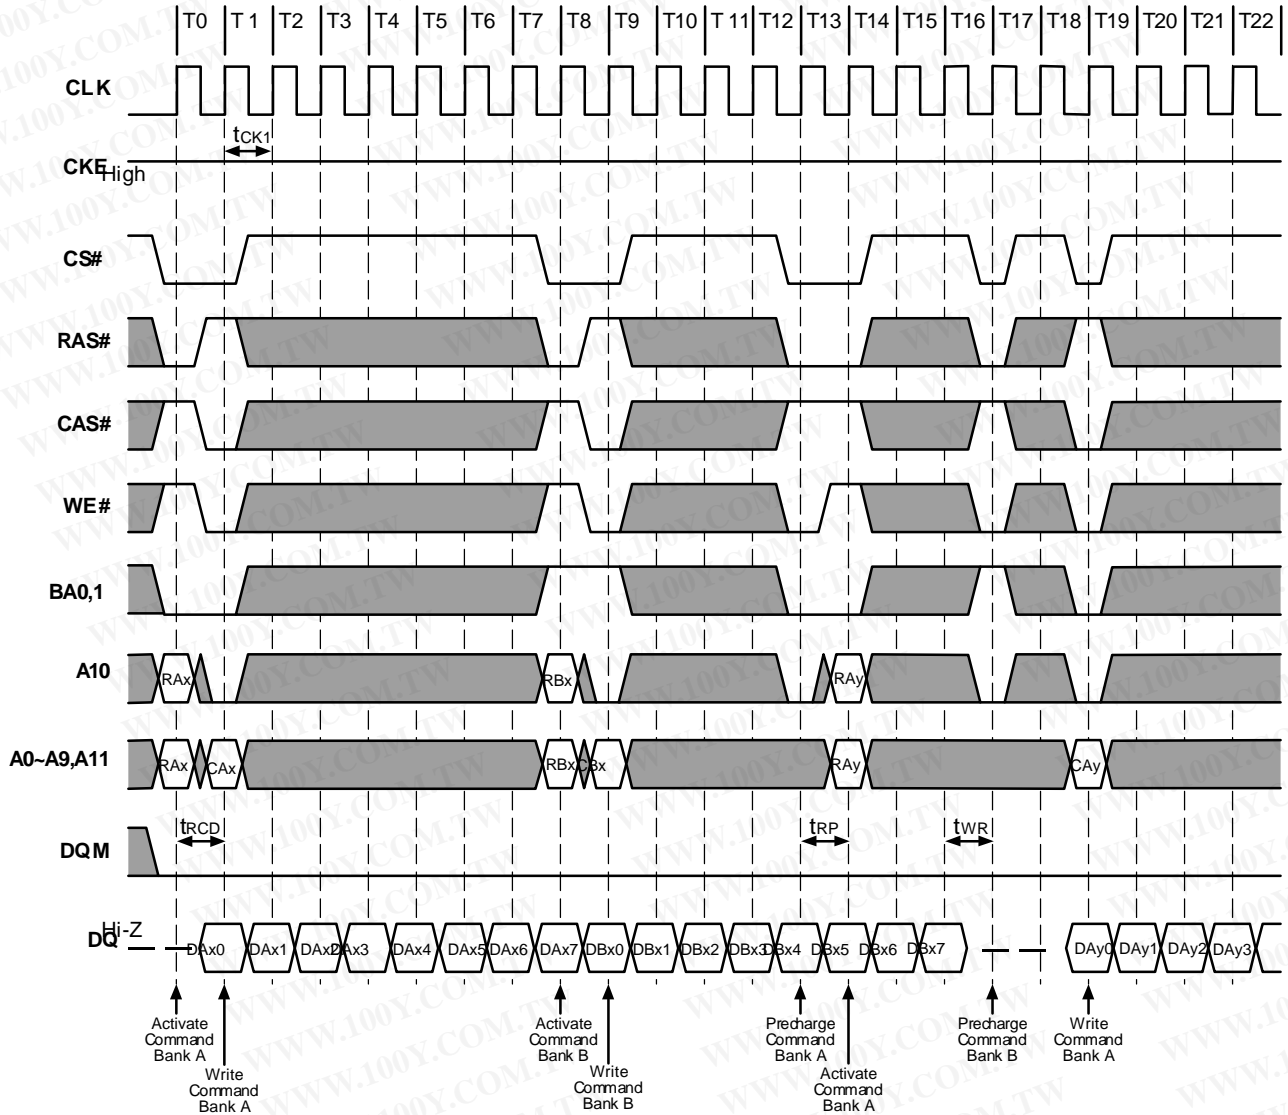 T0 T 1 T2 T3 T4 T5 T6 T7 T8 T9 T10 T 11 T12 T13 T14 T15 T16 T17 T18 T19 T20 T21 T22
CLK
tCK1
CKE High
CS#
RAS#
CAS#
WE#
BA0,1
A10 RAx RBx RAy
A0~A9,A11 RAx CAx RBx CBx RAy CAy
tRCD tRP tWR
DQM
Hi-Z
DQ DAx0 DAx1 DAx2 DAx3 DAx4 DAx5 DAx6 DAx7 DBx0 DBx1 DBx2 DBx3 DBx4 DBx5 DBx6 DBx7 DAy0 DAy1 DAy2 DAy3
Activate Command Bank A
Write Command Bank A
Activate Command Bank B
Write Command Bank B
Precharge Command Bank A
Activate Command Bank A
Precharge Command Bank B
Write Command Bank A
WWW.100Y.COM.TW